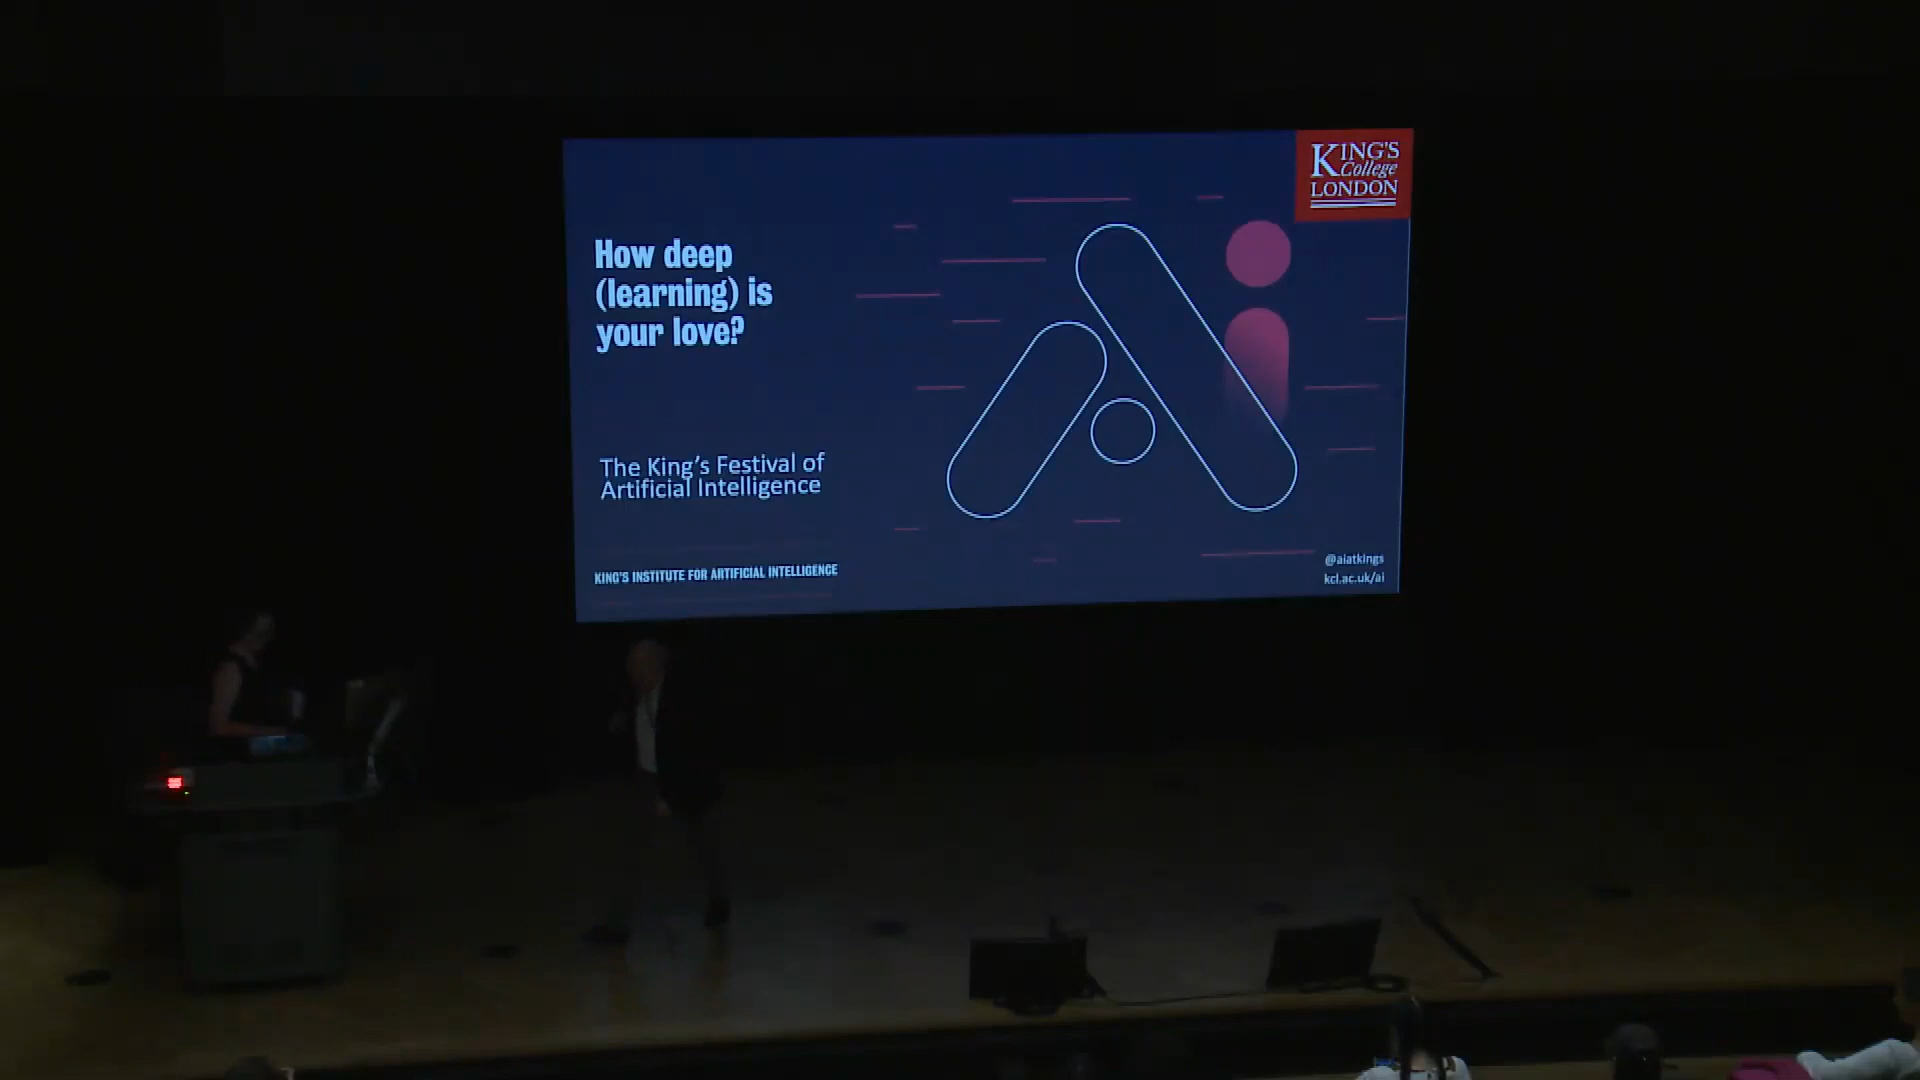 KING'S
College
LONDON
How deep
(learning) is
your love?
The King's Festival of
Artificial Intelligence
KING'S INSTITUTE FOR ARTIFICIAL INTELLIGENCE
@aiatkings
kcl.ac.uk/ai